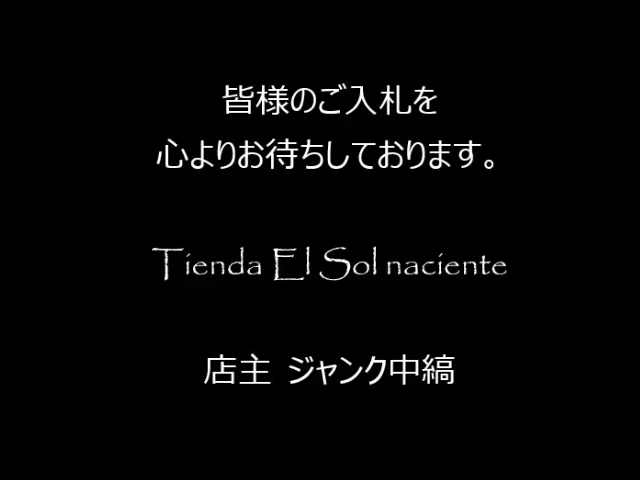 皆様のご入札を
心よりお待ちしております。
Tienda El Sol naciente
店主 ジャンク中縞